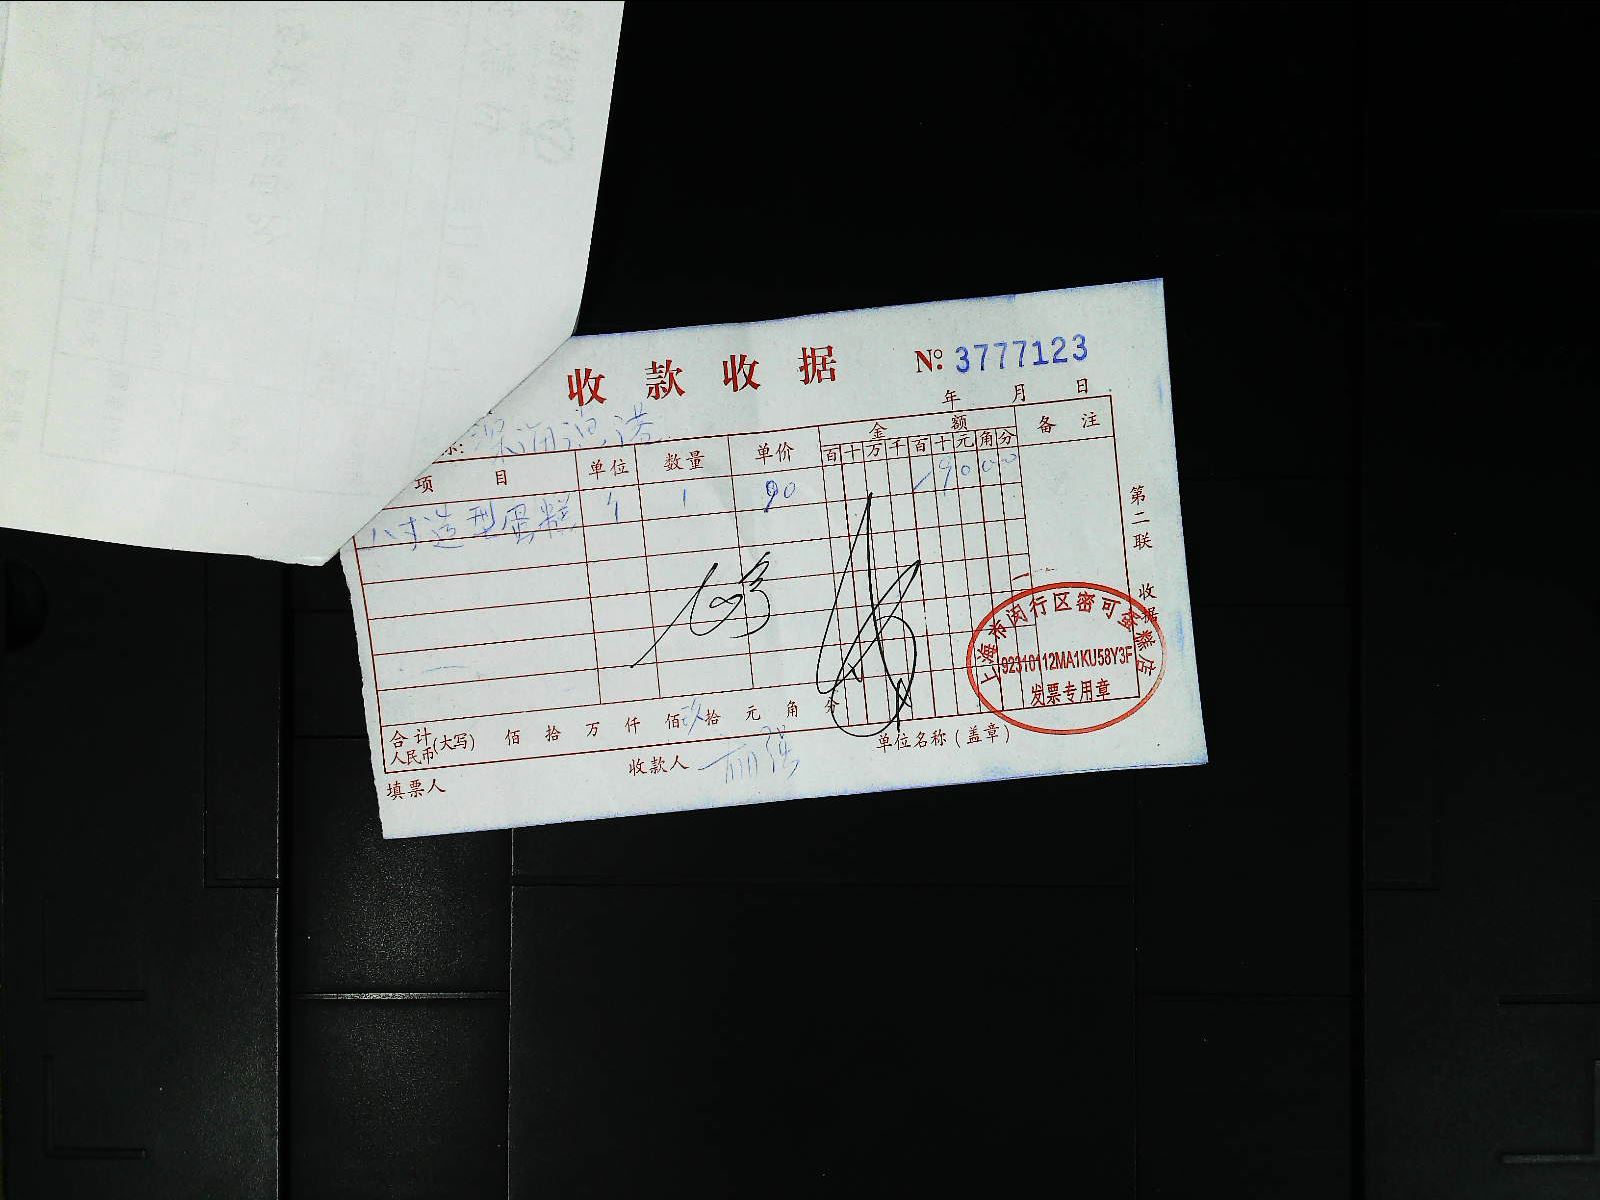 收款收据 № 3777123
年 月 日
项目 单位 数量 单价 金额 备注
百十万千百十元角分
八寸造型蛋糕 个 1 90 9000
合计人民币(大写) 佰 拾 万 仟 佰 玖拾 元 角 分
填票人 收款人 单位名称(盖章)
第二联 收据
上海市闵行区密可蛋糕店
92310112MA1KU58Y3F
发票专用章